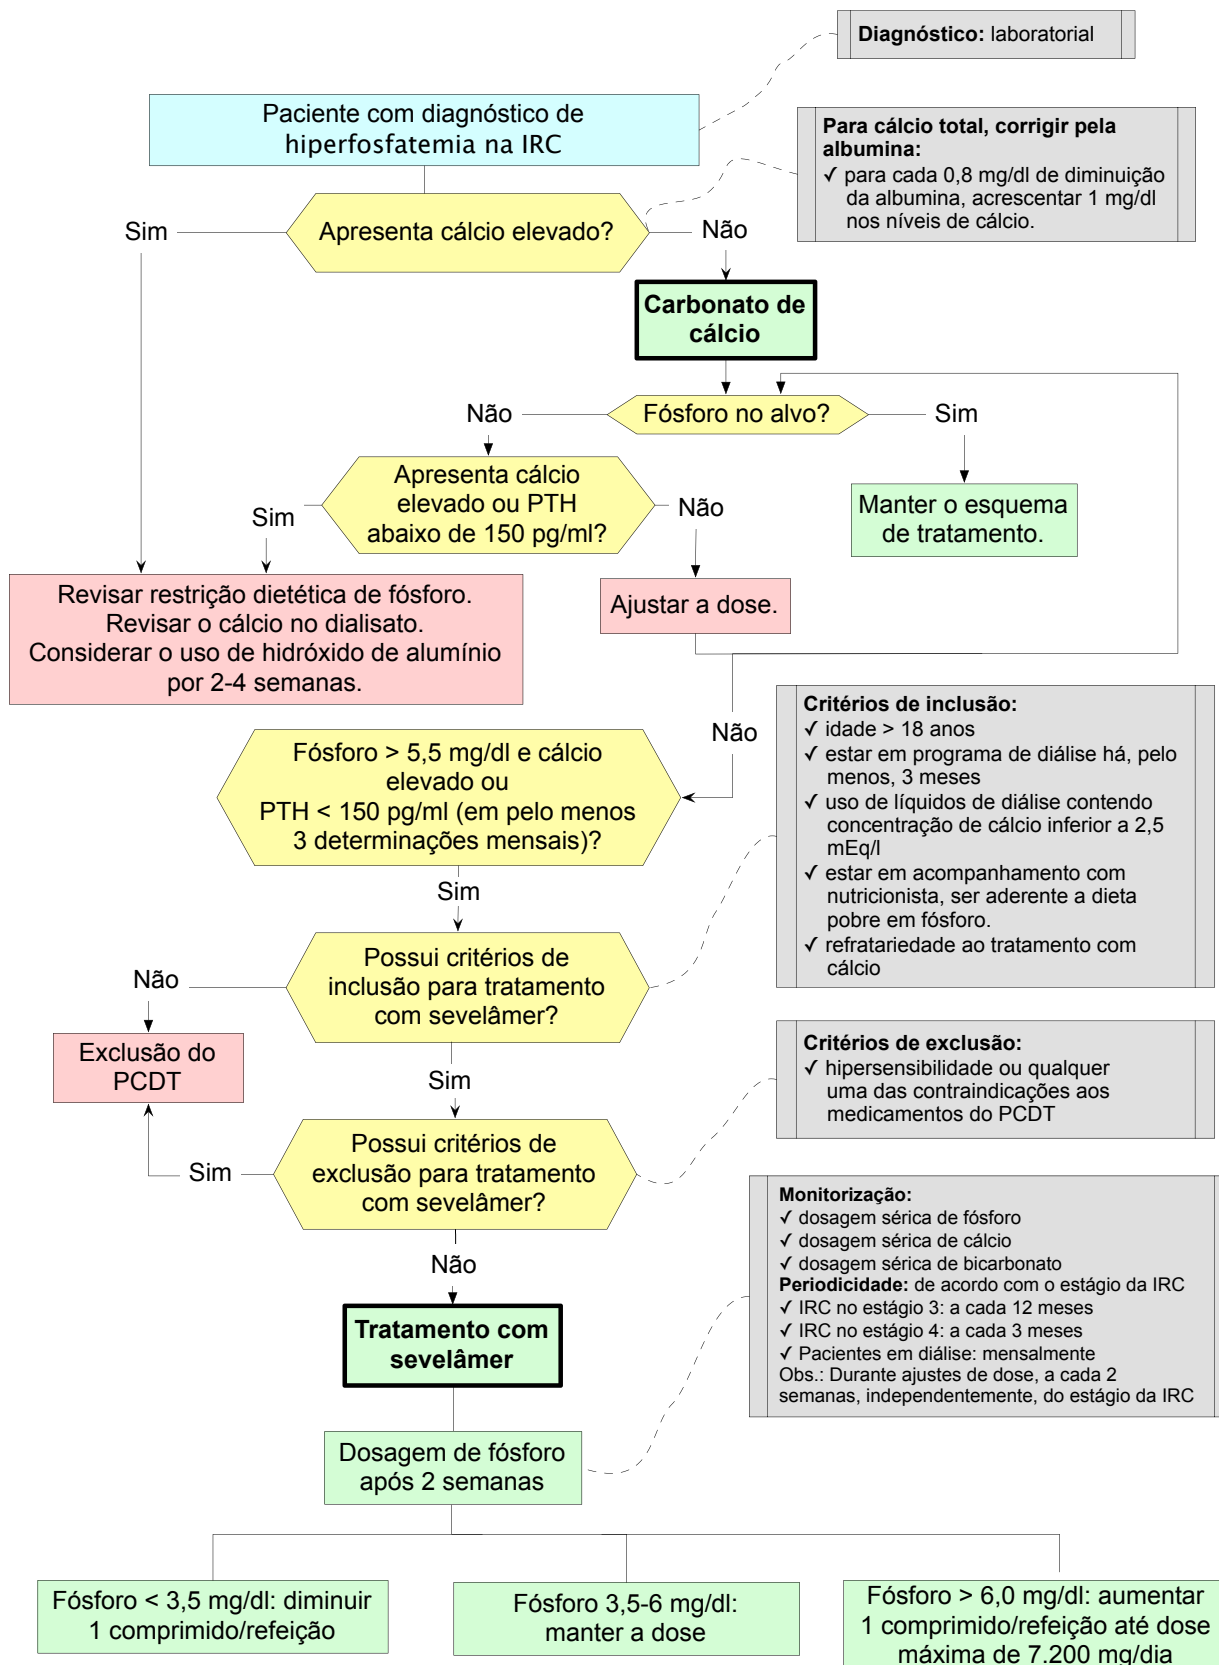 Diagnóstico: laboratorial
Paciente com diagnóstico de
hiperfosfatemia na IRC
Para cálcio total, corrigir pela
albumina:
✓ para cada 0,8 mg/dl de diminuição
da albumina, acrescentar 1 mg/dl
nos níveis de cálcio.
Sim
Apresenta cálcio elevado?
Não
Carbonato de
cálcio
Não
Fósforo no alvo?
Sim
Apresenta cálcio
elevado ou PTH
abaixo de 150 pg/ml?
Sim
Não
Manter o esquema
de tratamento.
Revisar restrição dietética de fósforo.
Revisar o cálcio no dialisato.
Considerar o uso de hidróxido de alumínio
por 2-4 semanas.
Ajustar a dose.
Não
Fósforo > 5,5 mg/dl e cálcio
elevado ou
PTH < 150 pg/ml (em pelo menos
3 determinações mensais)?
Critérios de inclusão:
✓ idade > 18 anos
✓ estar em programa de diálise há, pelo
menos, 3 meses
✓ uso de líquidos de diálise contendo
concentração de cálcio inferior a 2,5
mEq/l
✓ estar em acompanhamento com
nutricionista, ser aderente a dieta
pobre em fósforo.
✓ refratariedade ao tratamento com
cálcio
Sim
Possui critérios de
inclusão para tratamento
com sevelâmer?
Não
Exclusão do
PCDT
Sim
Critérios de exclusão:
✓ hipersensibilidade ou qualquer
uma das contraindicações aos
medicamentos do PCDT
Possui critérios de
exclusão para tratamento
com sevelâmer?
Sim
Não
Monitorização:
✓ dosagem sérica de fósforo
✓ dosagem sérica de cálcio
✓ dosagem sérica de bicarbonato
Periodicidade: de acordo com o estágio da IRC
✓ IRC no estágio 3: a cada 12 meses
✓ IRC no estágio 4: a cada 3 meses
✓ Pacientes em diálise: mensalmente
Obs.: Durante ajustes de dose, a cada 2
semanas, independentemente, do estágio da IRC
Tratamento com
sevelâmer
Dosagem de fósforo
após 2 semanas
Fósforo < 3,5 mg/dl: diminuir
1 comprimido/refeição
Fósforo 3,5-6 mg/dl:
manter a dose
Fósforo > 6,0 mg/dl: aumentar
1 comprimido/refeição até dose
máxima de 7.200 mg/dia